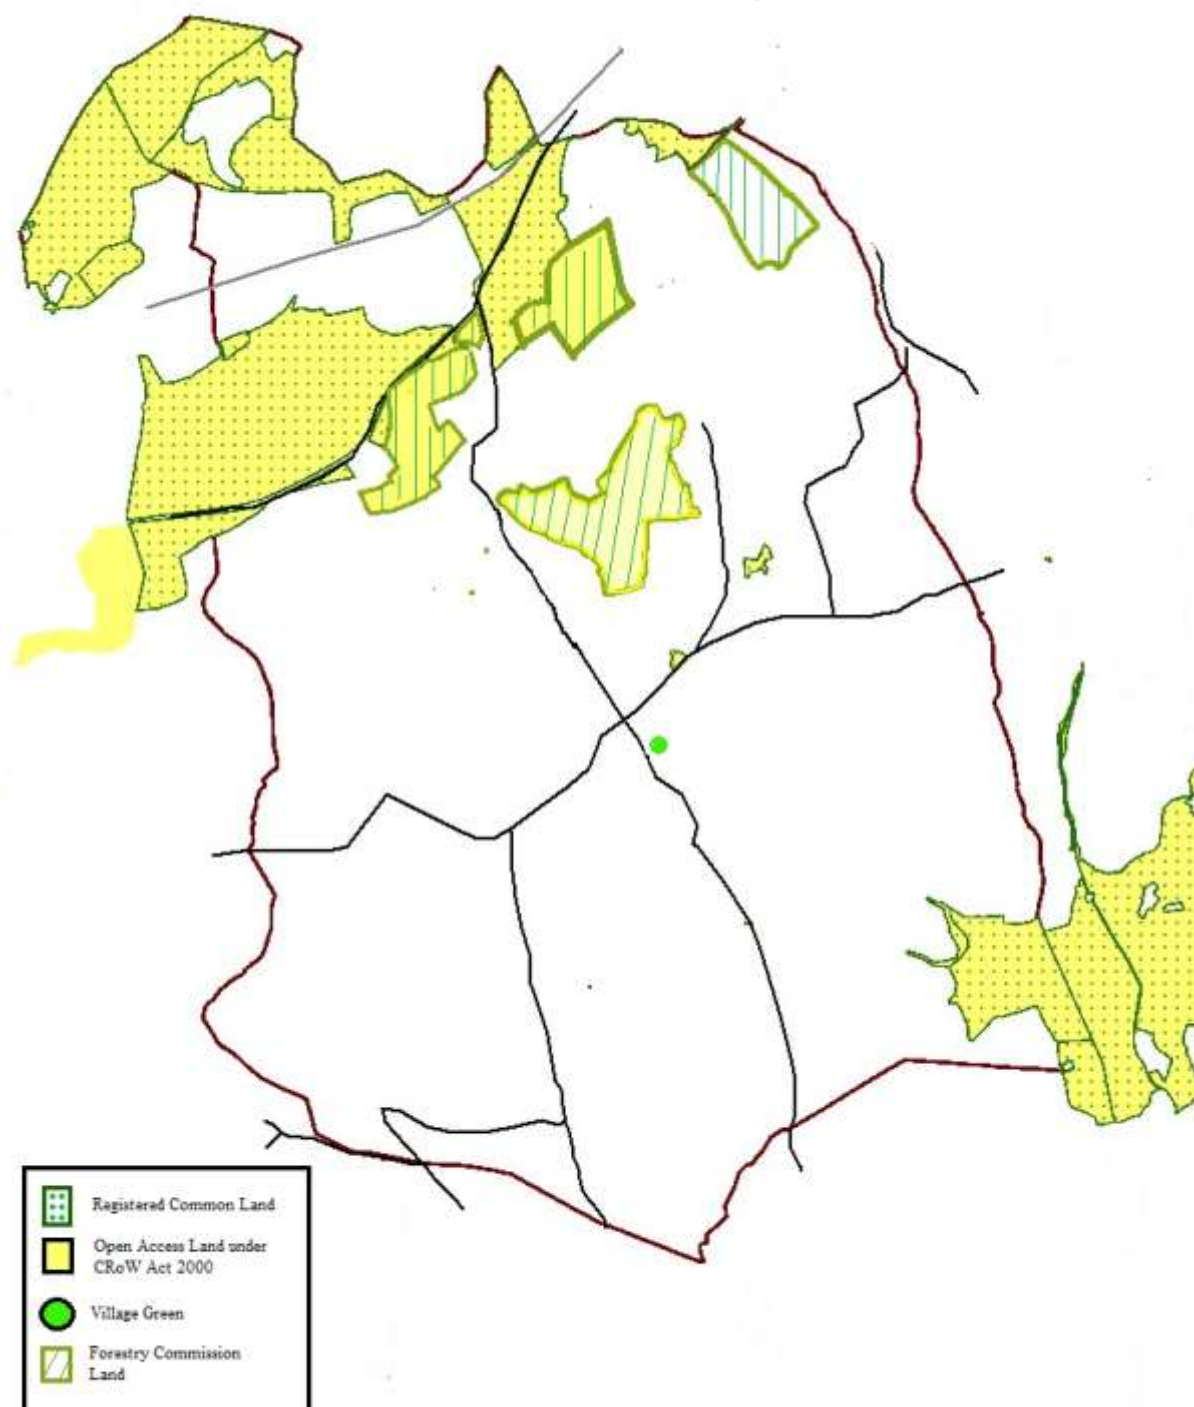 Registered Common Land
Open Access Land under
CRoW Act 2000
Village Green
Forestry Commission
Land